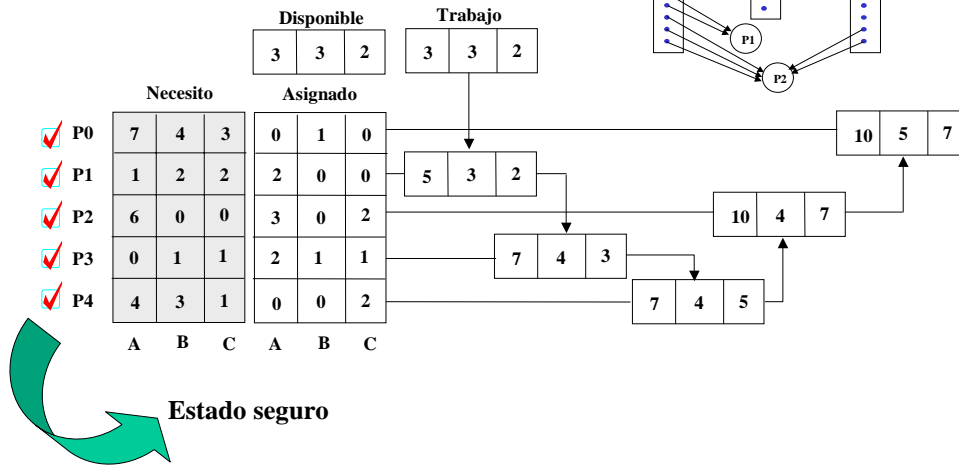 Disponible Trabajo
3 3 2 3 3 2
P1
P2
Necesito Asignado
P0 7 4 3 0 1 0 10 5 7
P1 1 2 2 2 0 0 5 3 2
P2 6 0 0 3 0 2 10 4 7
P3 0 1 1 2 1 1 7 4 3
P4 4 3 1 0 0 2 7 4 5
A B C A B C
Estado seguro